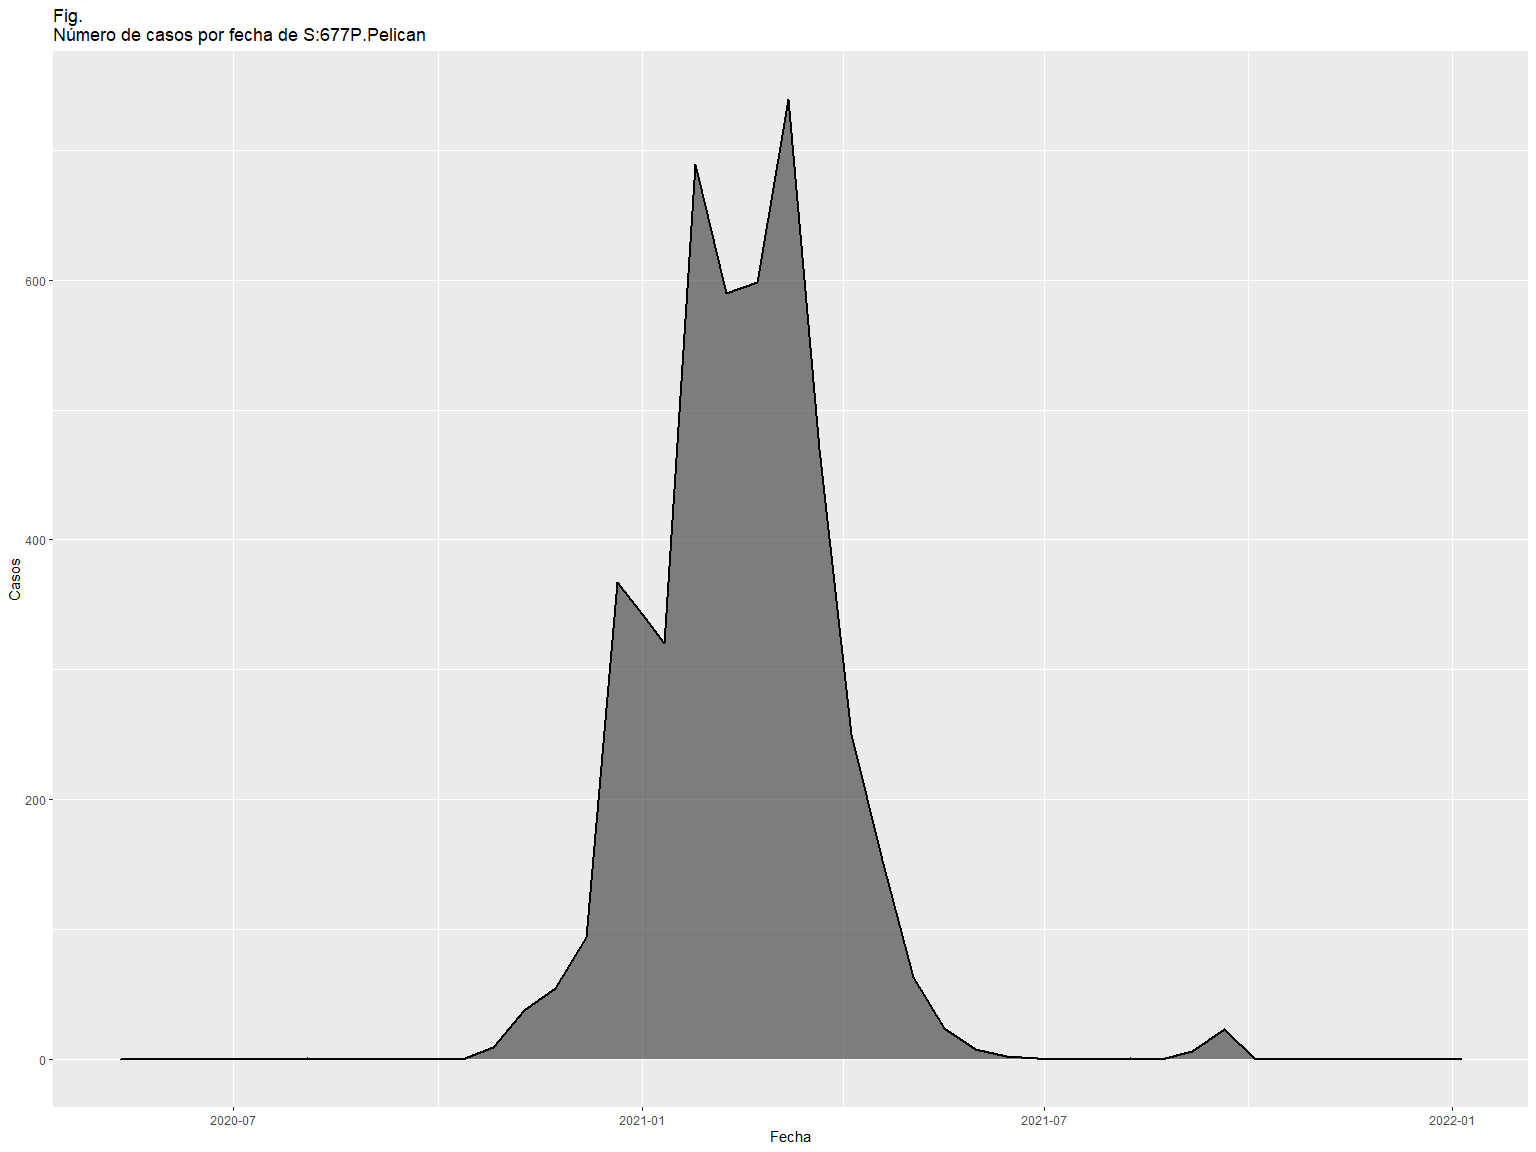 Fig.
Número de casos por fecha de S:677P.Pelican
600
400
200
0
Casos
2020-07
2021-01
2021-07
2022-01
Fecha